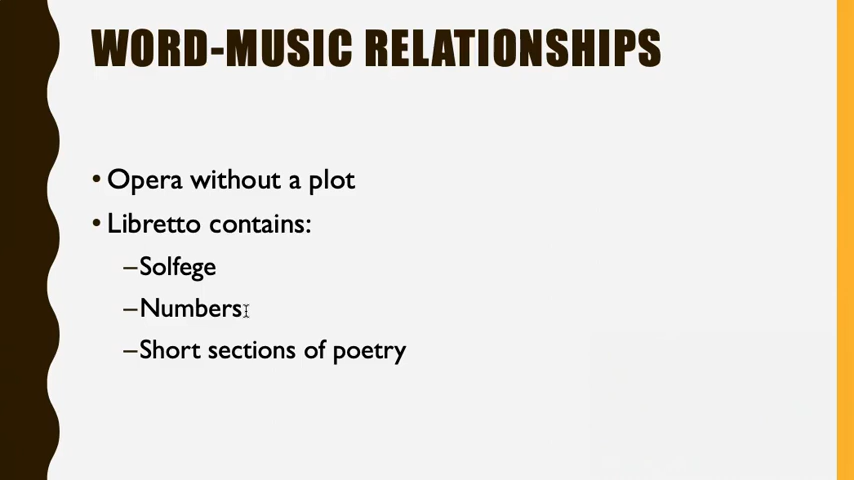 WORD-MUSIC RELATIONSHIPS
• Opera without a plot
• Libretto contains:
–Solfege
–Numbers
–Short sections of poetry